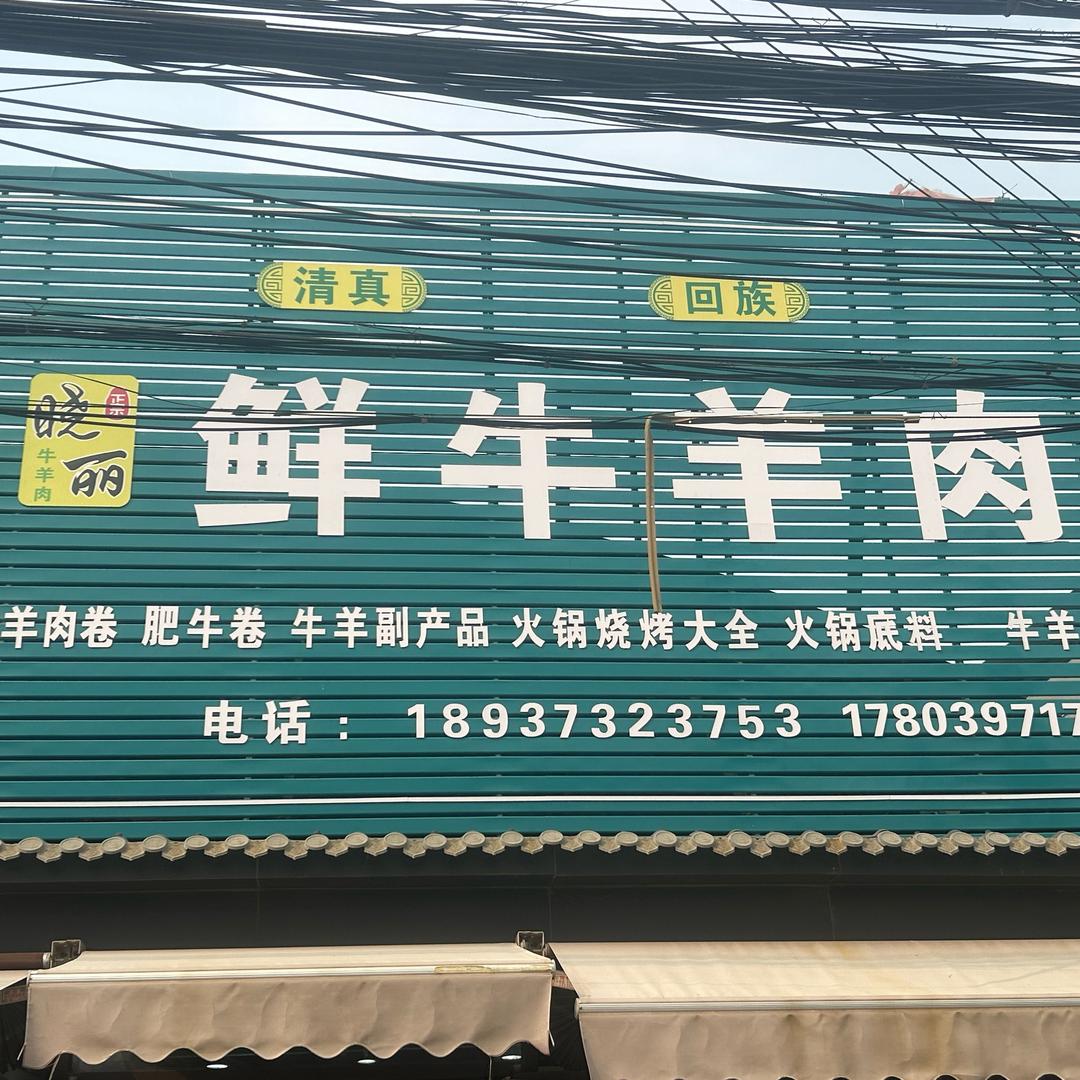 清真 回族
正宗
晓丽
牛羊肉
鲜牛羊肉
羊肉卷 肥牛卷 牛羊副产品 火锅烧烤大全 火锅底料 牛羊
电话： 18937323753 178039717